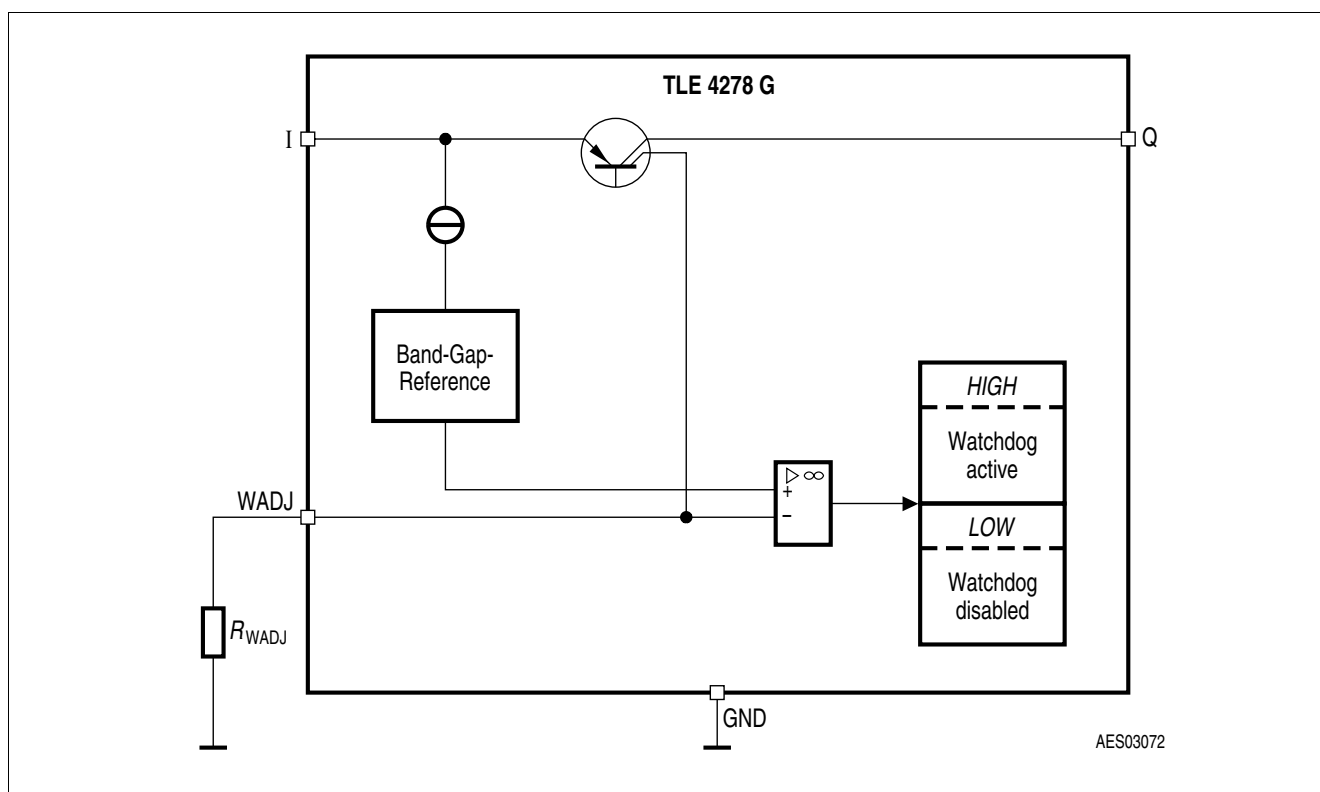 TLE 4278 G
I
Q
Band-Gap-
Reference
HIGH
Watchdog
active
▷ ∞
+
WADJ
−
LOW
Watchdog
disabled
RWADJ
GND
AES03072